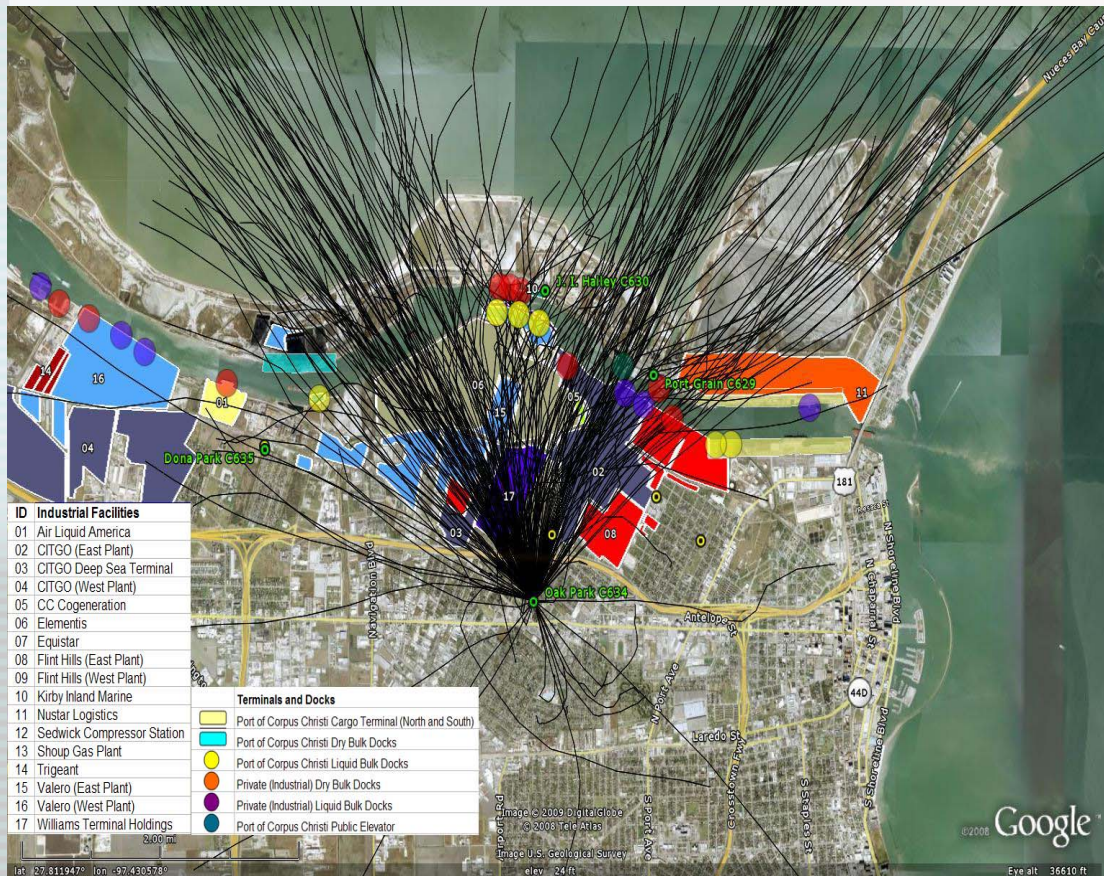 Nueces Bay Cau
10
J. I. Hailey C630
14
16
06
Port Grain C629
01
15
05
11
04
Dona Park C635
02
17
181
03
08
N Shoreline Blvd
N Chaparral St
Oak Park C634
Navigation Blvd
Antelope St
ID Industrial Facilities
01 Air Liquid America
02 CITGO (East Plant)
03 CITGO Deep Sea Terminal
04 CITGO (West Plant)
05 CC Cogeneration
06 Elementis
07 Equistar
08 Flint Hills (East Plant)
09 Flint Hills (West Plant)
10 Kirby Inland Marine
11 Nustar Logistics
12 Sedwick Compressor Station
13 Shoup Gas Plant
14 Trigeant
15 Valero (East Plant)
16 Valero (West Plant)
17 Williams Terminal Holdings
Terminals and Docks
Port of Corpus Christi Cargo Terminal (North and South)
Port of Corpus Christi Dry Bulk Docks
Port of Corpus Christi Liquid Bulk Docks
Private (Industrial) Dry Bulk Docks
Private (Industrial) Liquid Bulk Docks
Port of Corpus Christi Public Elevator
N Port Ave
44D
Laredo St
Crosstown Fwy
S Shoreline Blvd
S Port Ave
S Staples St
Image © 2009 DigitalGlobe
© 2008 Tele Atlas
Image U.S. Geological Survey
©2008 Google
2.00 mi
lat 27.811947° lon -97.430578° elev 24 ft Eye alt 36610 ft